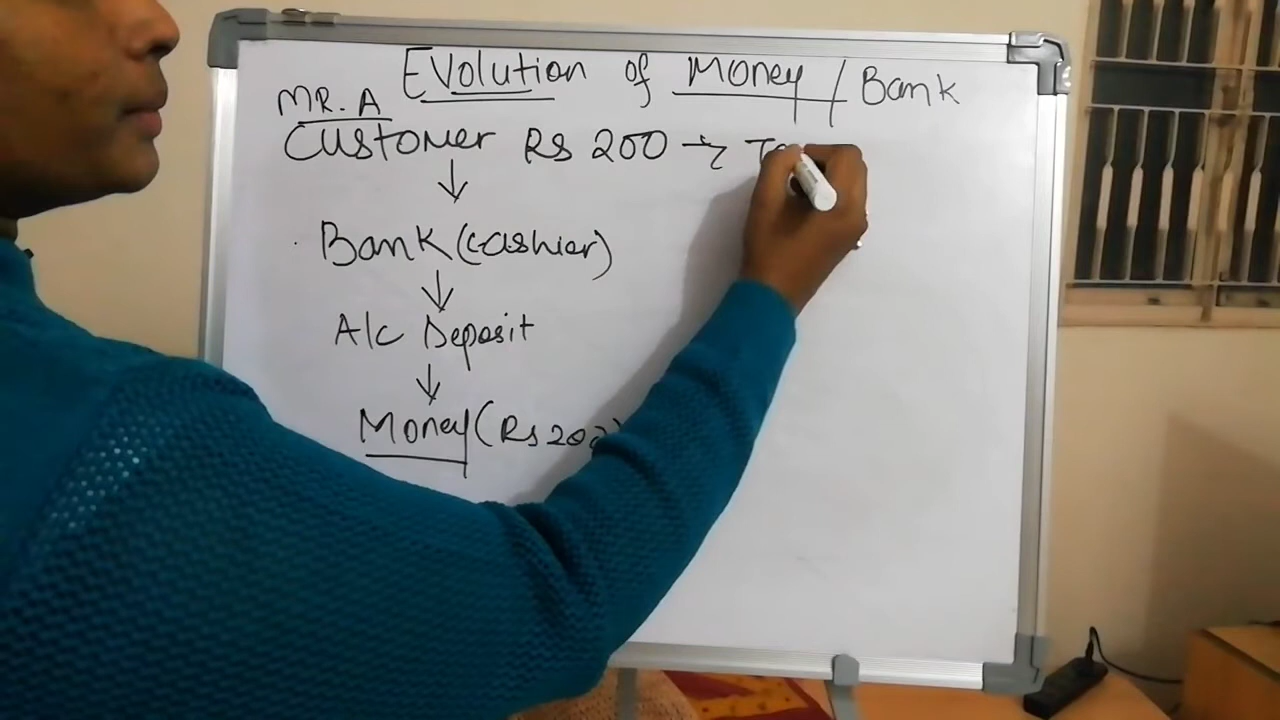 Evolution of Money / Bank
MR. A
Customer Rs 200 →
↓
Bank (cashier)
↓
A/c Deposit
↓
Money (Rs 200)